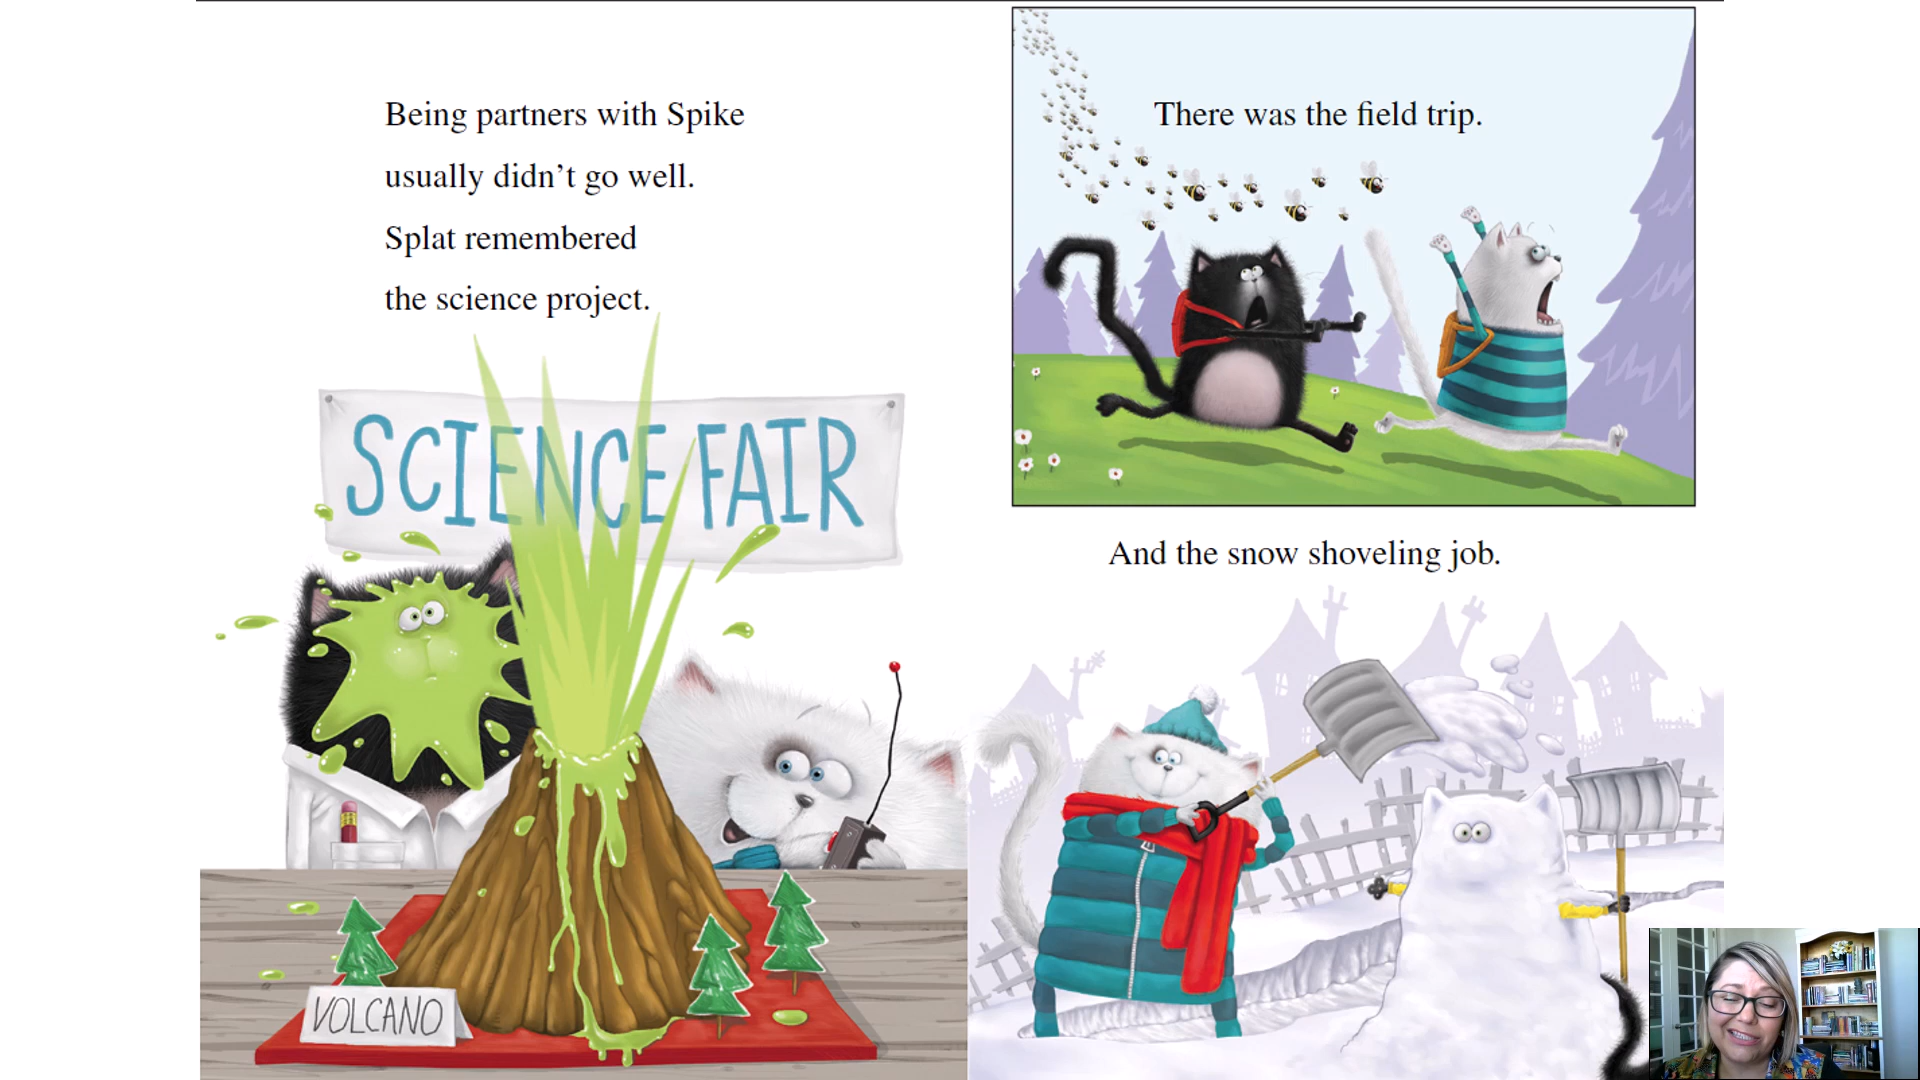 Being partners with Spike
usually didn’t go well.
Splat remembered
the science project.
SCIENCE FAIR
VOLCANO
There was the field trip.
And the snow shoveling job.